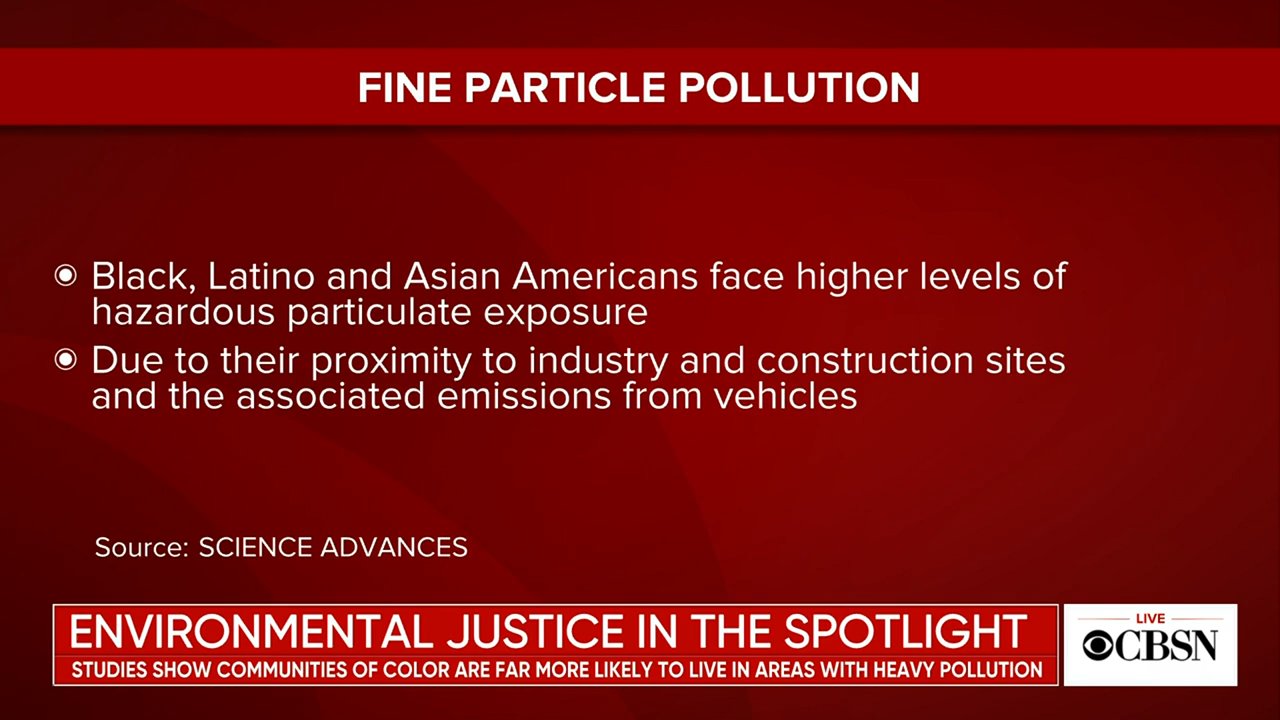 FINE PARTICLE POLLUTION
Black, Latino and Asian Americans face higher levels of
hazardous particulate exposure
Due to their proximity to industry and construction sites
and the associated emissions from vehicles
Source: SCIENCE ADVANCES
ENVIRONMENTAL JUSTICE IN THE SPOTLIGHT
STUDIES SHOW COMMUNITIES OF COLOR ARE FAR MORE LIKELY TO LIVE IN AREAS WITH HEAVY POLLUTION
LIVE
CBSN